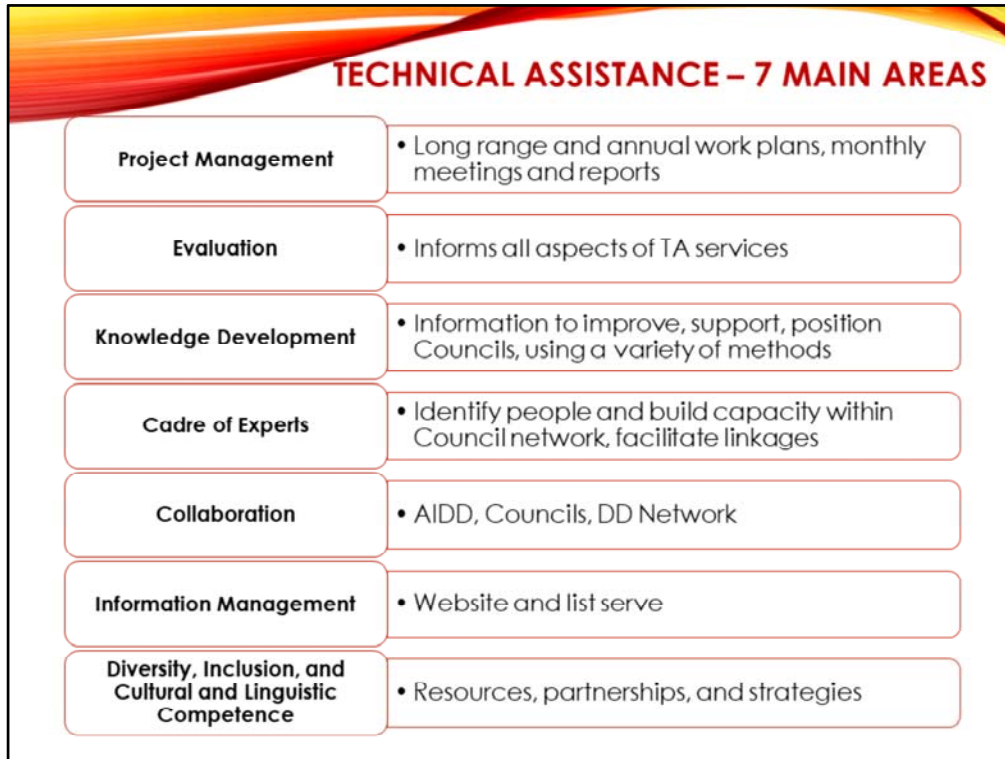 TECHNICAL ASSISTANCE – 7 MAIN AREAS
Project Management
• Long range and annual work plans, monthly
meetings and reports
Evaluation
• Informs all aspects of TA services
Knowledge Development
• Information to improve, support, position
Councils, using a variety of methods
Cadre of Experts
• Identify people and build capacity within
Council network, facilitate linkages
Collaboration
• AIDD, Councils, DD Network
Information Management
• Website and list serve
Diversity, Inclusion, and
Cultural and Linguistic
Competence
• Resources, partnerships, and strategies